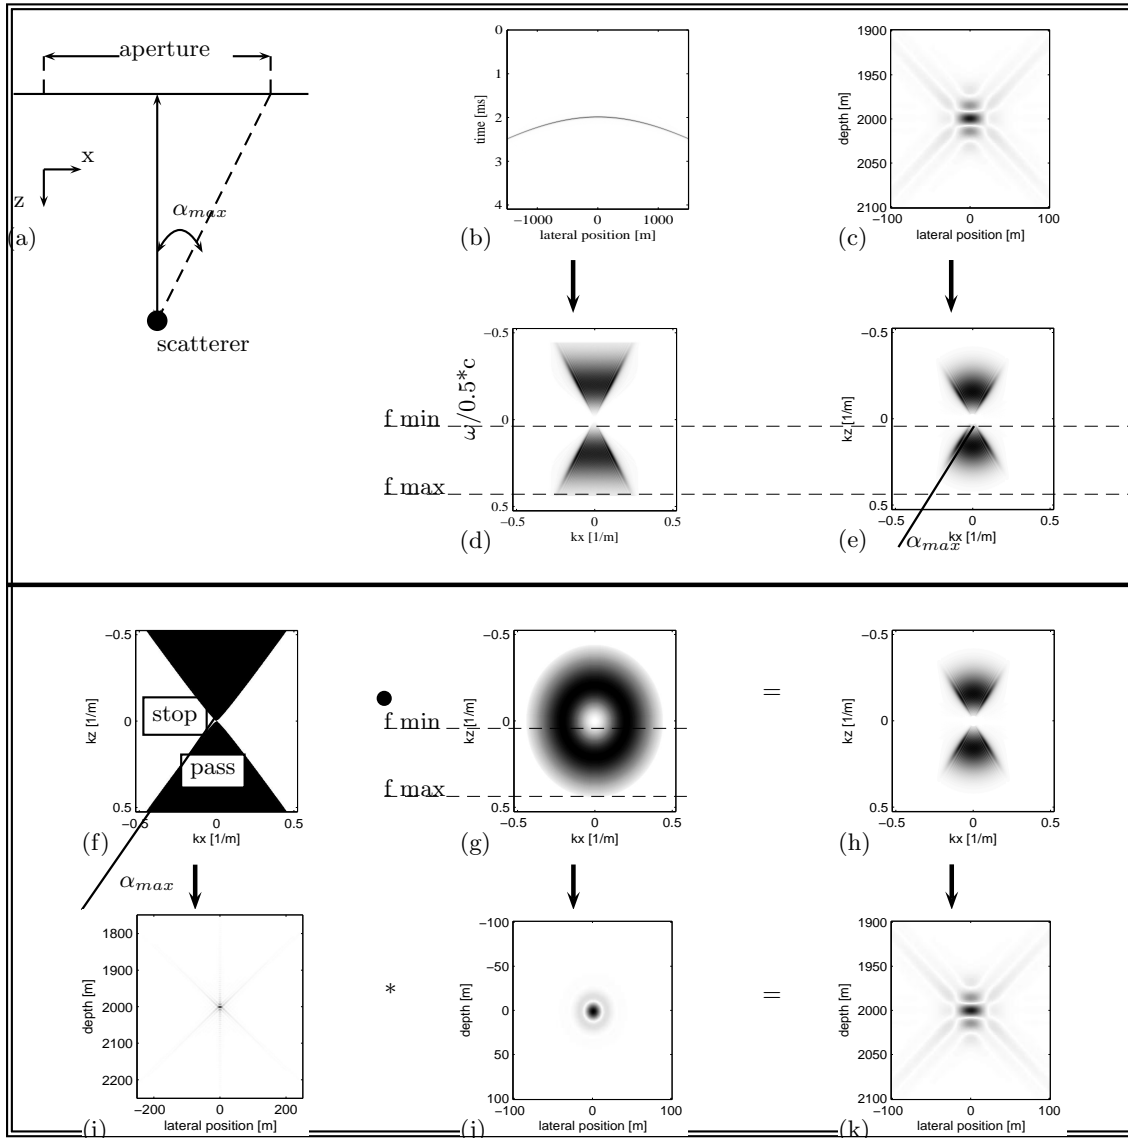 aperture
x
z
α_max
(a)
scatterer
0
1
2
3
4
time [ms]
−1000 0 1000
lateral position [m]
(b)
1900
1950
2000
2050
2100
depth [m]
−100 0 100
lateral position [m]
(c)
−0.5
0
0.5
ω/0.5*c
f min
f max
−0.5 0 0.5
kx [1/m]
(d)
−0.5
0
0.5
kz [1/m]
−0.5 0 0.5
kx [1/m]
α_max
(e)
−0.5
0
0.5
kz [1/m]
stop
pass
−0.5 0 0.5
kx [1/m]
(f)
α_max
−0.5
0
0.5
kz [1/m]
f min
f max
−0.5 0 0.5
kx [1/m]
(g)
=
−0.5
0
0.5
kz [1/m]
−0.5 0 0.5
kx [1/m]
(h)
1800
1900
2000
2100
2200
depth [m]
−200 0 200
lateral position [m]
(i)
*
−100
−50
0
50
100
depth [m]
−100 0 100
lateral position [m]
(j)
=
1900
1950
2000
2050
2100
depth [m]
−100 0 100
lateral position [m]
(k)